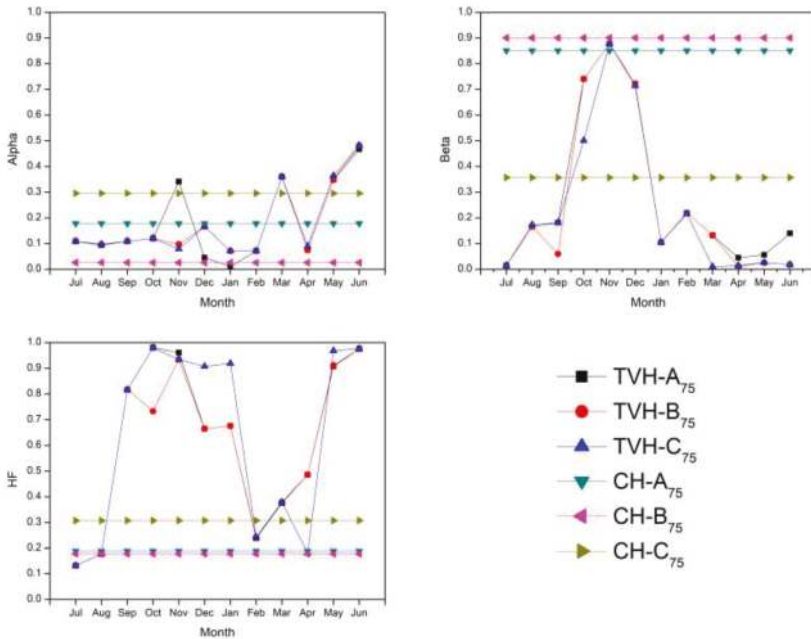 1.0
0.9
0.8
0.7
0.6
0.5
0.4
0.3
0.2
0.1
0.0
Alpha
Jul Aug Sep Oct Nov Dec Jan Feb Mar Apr May Jun
Month
1.0
0.9
0.8
0.7
0.6
0.5
0.4
0.3
0.2
0.1
0.0
Beta
Jul Aug Sep Oct Nov Dec Jan Feb Mar Apr May Jun
Month
1.0
0.9
0.8
0.7
0.6
0.5
0.4
0.3
0.2
0.1
0.0
HF
Jul Aug Sep Oct Nov Dec Jan Feb Mar Apr May Jun
Month
TVH-A75
TVH-B75
TVH-C75
CH-A75
CH-B75
CH-C75